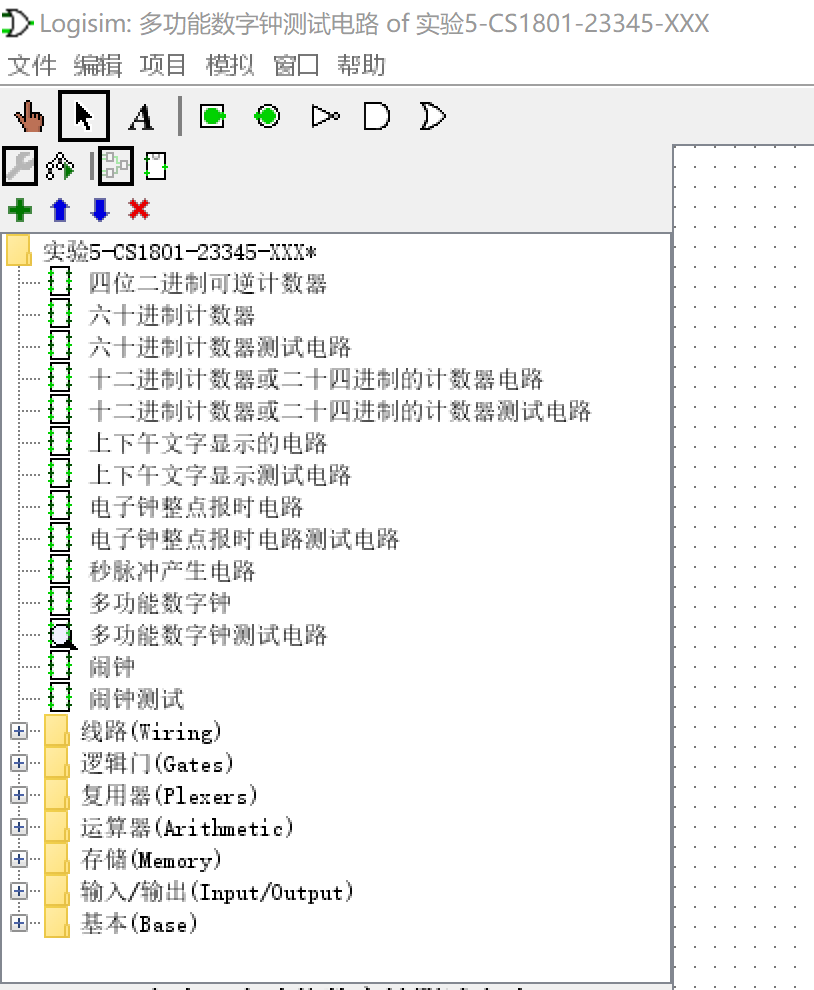 Logisim: 多功能数字钟测试电路 of 实验5-CS1801-23345-XXX
文件 编辑 项目 模拟 窗口 帮助
A
实验5-CS1801-23345-XXX*
四位二进制可逆计数器
六十进制计数器
六十进制计数器测试电路
十二进制计数器或二十四进制的计数器电路
十二进制计数器或二十四进制的计数器测试电路
上下午文字显示的电路
上下午文字显示测试电路
电子钟整点报时电路
电子钟整点报时电路测试电路
秒脉冲产生电路
多功能数字钟
多功能数字钟测试电路
闹钟
闹钟测试
线路(Wiring)
逻辑门(Gates)
复用器(Plexers)
运算器(Arithmetic)
存储(Memory)
输入/输出(Input/Output)
基本(Base)